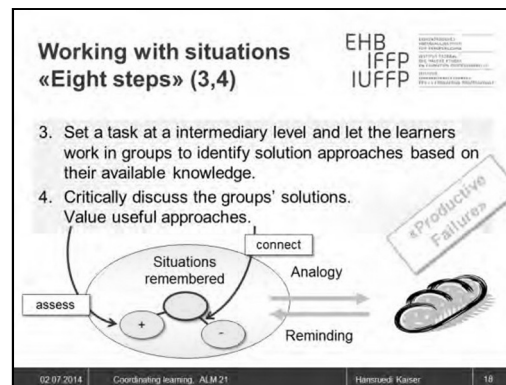 Working with situations
«Eight steps» (3,4)
EHB
IFFP
IUFFP
3. Set a task at a intermediary level and let the learners
work in groups to identify solution approaches based on
their available knowledge.
4. Critically discuss the groups' solutions.
Value useful approaches.
«Productive
Failure»
connect
Situations
remembered
Analogy
assess
+
-
Reminding
02.07.2014
Coordinating learning, ALM 21
Hansruedi Kaiser
18